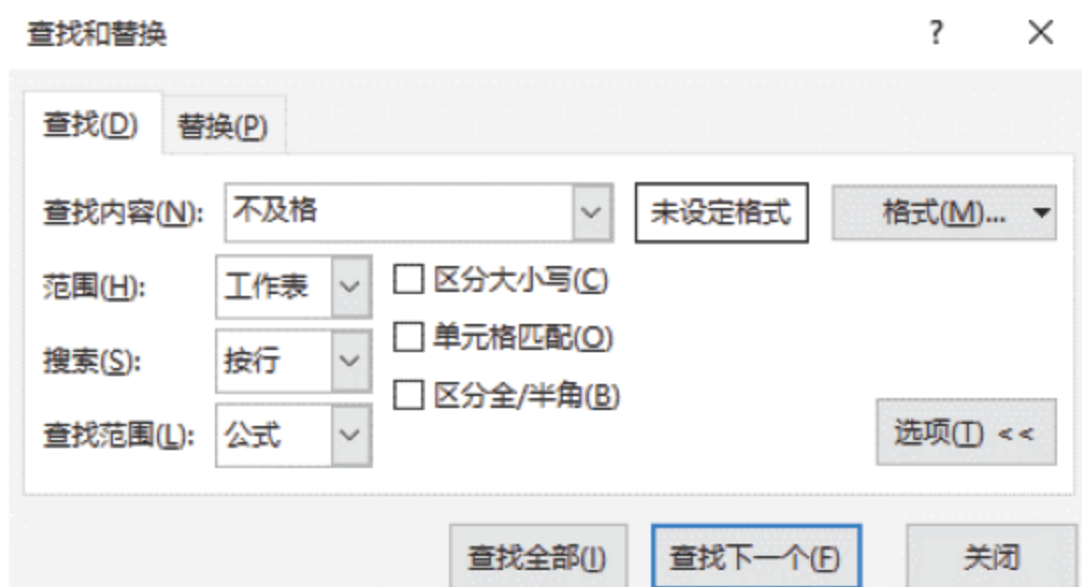 查找和替换 ?
查找(D) 替换(P)
查找内容(N): 不及格 未设定格式 格式(M)...
范围(H): 工作表 区分大小写(C)
单元格匹配(O)
搜索(S): 按行
区分全/半角(B)
查找范围(L): 公式
选项(T) <<
查找全部(I) 查找下一个(F) 关闭